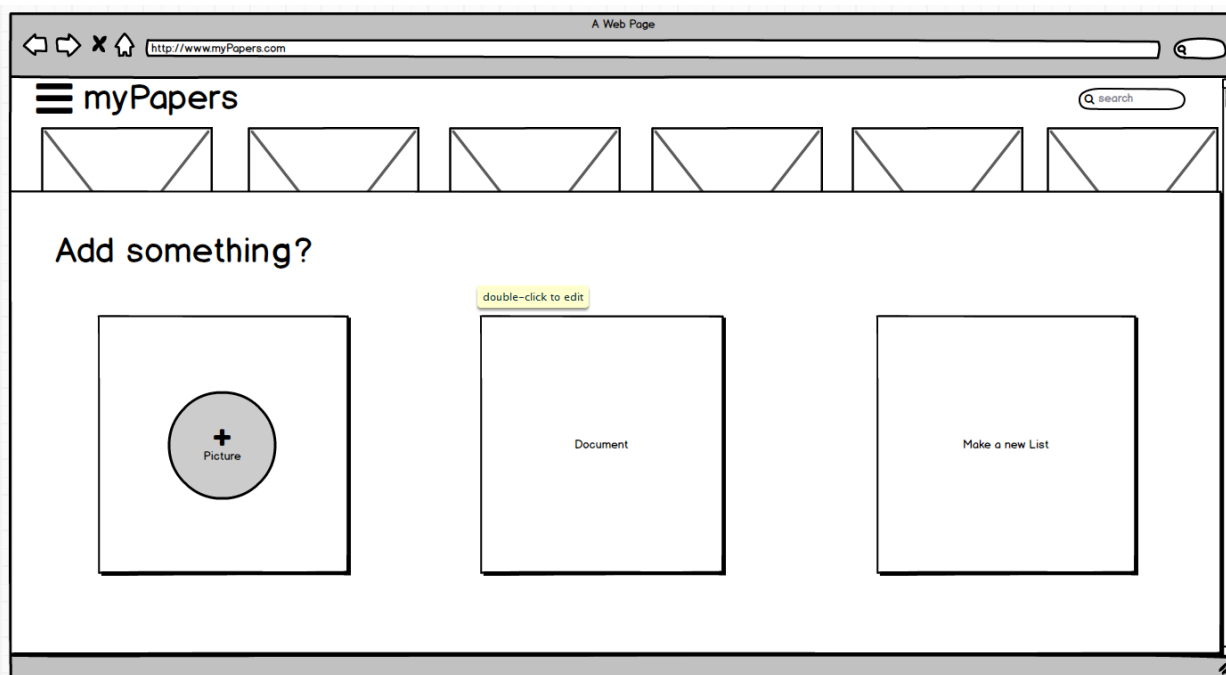 A Web Page
http://www.myPapers.com
myPapers
search
Add something?
double-click to edit
Picture
Document
Make a new List